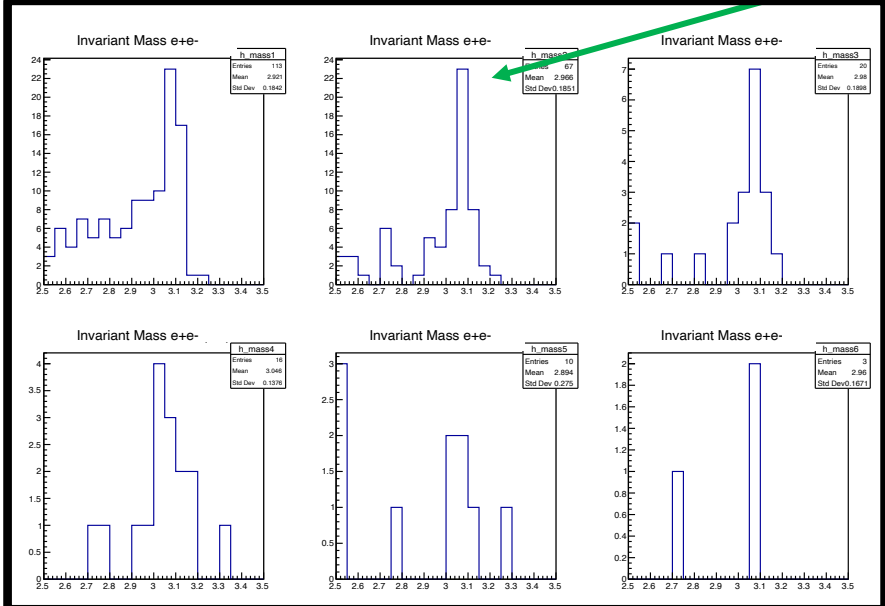 Invariant Mass e+e-
h_mass1
Entries 113
Mean 2.921
Std Dev 0.1842
24
22
20
18
16
14
12
10
8
6
4
2
0
2.5 2.6 2.7 2.8 2.9 3 3.1 3.2 3.3 3.4 3.5
Invariant Mass e+e-
h_mass2
Entries 67
Mean 2.966
Std Dev 0.1851
24
22
20
18
16
14
12
10
8
6
4
2
0
2.5 2.6 2.7 2.8 2.9 3 3.1 3.2 3.3 3.4 3.5
Invariant Mass e+e-
h_mass3
Entries 20
Mean 2.98
Std Dev 0.1898
7
6
5
4
3
2
1
0
2.5 2.6 2.7 2.8 2.9 3 3.1 3.2 3.3 3.4 3.5
Invariant Mass e+e-
h_mass4
Entries 16
Mean 3.046
Std Dev 0.1376
4
3.5
3
2.5
2
1.5
1
0.5
0
2.5 2.6 2.7 2.8 2.9 3 3.1 3.2 3.3 3.4 3.5
Invariant Mass e+e-
h_mass5
Entries 10
Mean 2.894
Std Dev 0.275
3
2.5
2
1.5
1
0.5
0
2.5 2.6 2.7 2.8 2.9 3 3.1 3.2 3.3 3.4 3.5
Invariant Mass e+e-
h_mass6
Entries 3
Mean 2.96
Std Dev 0.1671
2
1.8
1.6
1.4
1.2
1
0.8
0.6
0.4
0.2
0
2.5 2.6 2.7 2.8 2.9 3 3.1 3.2 3.3 3.4 3.5